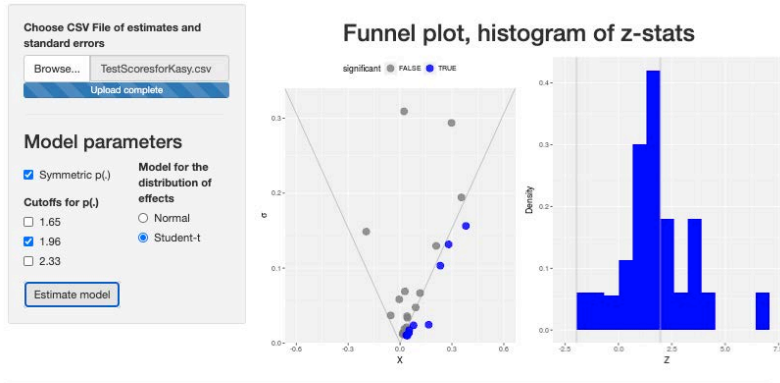 Choose CSV File of estimates and
standard errors
Browse... TestScoresforKasy.csv
Upload complete
Model parameters
Symmetric p(.)
Cutoffs for p(.)
1.65
1.96
2.33
Model for the
distribution of
effects
Normal
Student-t
Estimate model
Funnel plot, histogram of z-stats
significant FALSE TRUE
0.3
0.2
0.1
0.0
σ
-0.6 -0.3 0.0 0.3 0.6
X
0.4
0.3
0.2
0.1
0.0
Density
-2.5 0.0 2.5 5.0
Z